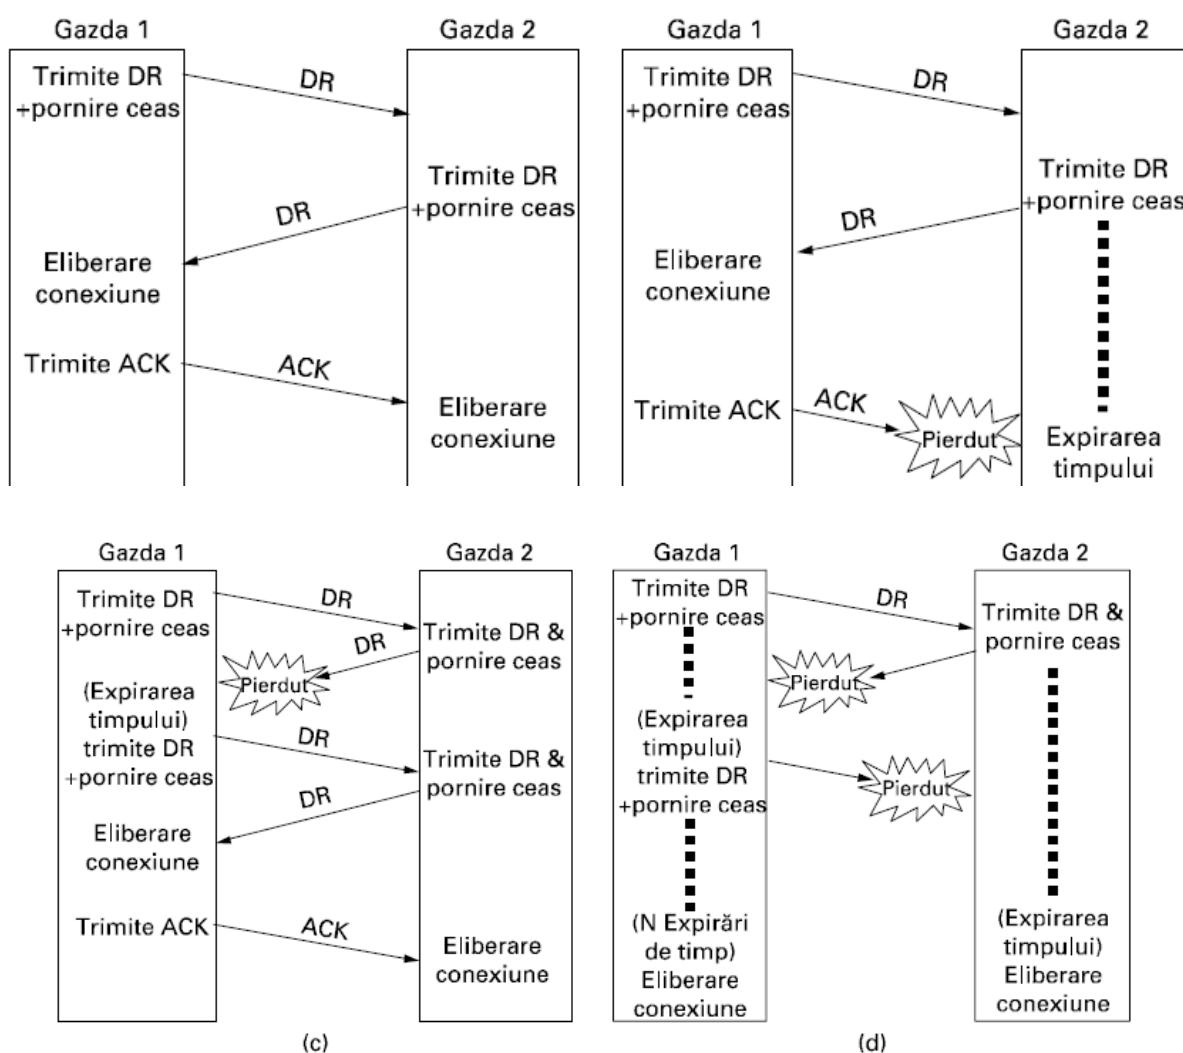 Gazda 1
Gazda 2
Trimite DR
+pornire ceas
DR
Trimite DR
+pornire ceas
DR
Eliberare
conexiune
Trimite ACK
ACK
Eliberare
conexiune
Gazda 1
Gazda 2
Trimite DR
+pornire ceas
DR
Trimite DR
+pornire ceas
DR
Eliberare
conexiune
Trimite ACK
ACK
Pierdut
Expirarea
timpului
Gazda 1
Gazda 2
Trimite DR
+pornire ceas
DR
Trimite DR &
pornire ceas
DR
Pierdut
(Expirarea
timpului)
trimite DR
+pornire ceas
DR
Trimite DR &
pornire ceas
DR
Eliberare
conexiune
Trimite ACK
ACK
Eliberare
conexiune
(c)
Gazda 1
Gazda 2
Trimite DR
+pornire ceas
DR
Trimite DR &
pornire ceas
Pierdut
(Expirarea
timpului)
trimite DR
+pornire ceas
Pierdut
(N Expirări
de timp)
Eliberare
conexiune
(Expirarea
timpului)
Eliberare
conexiune
(d)